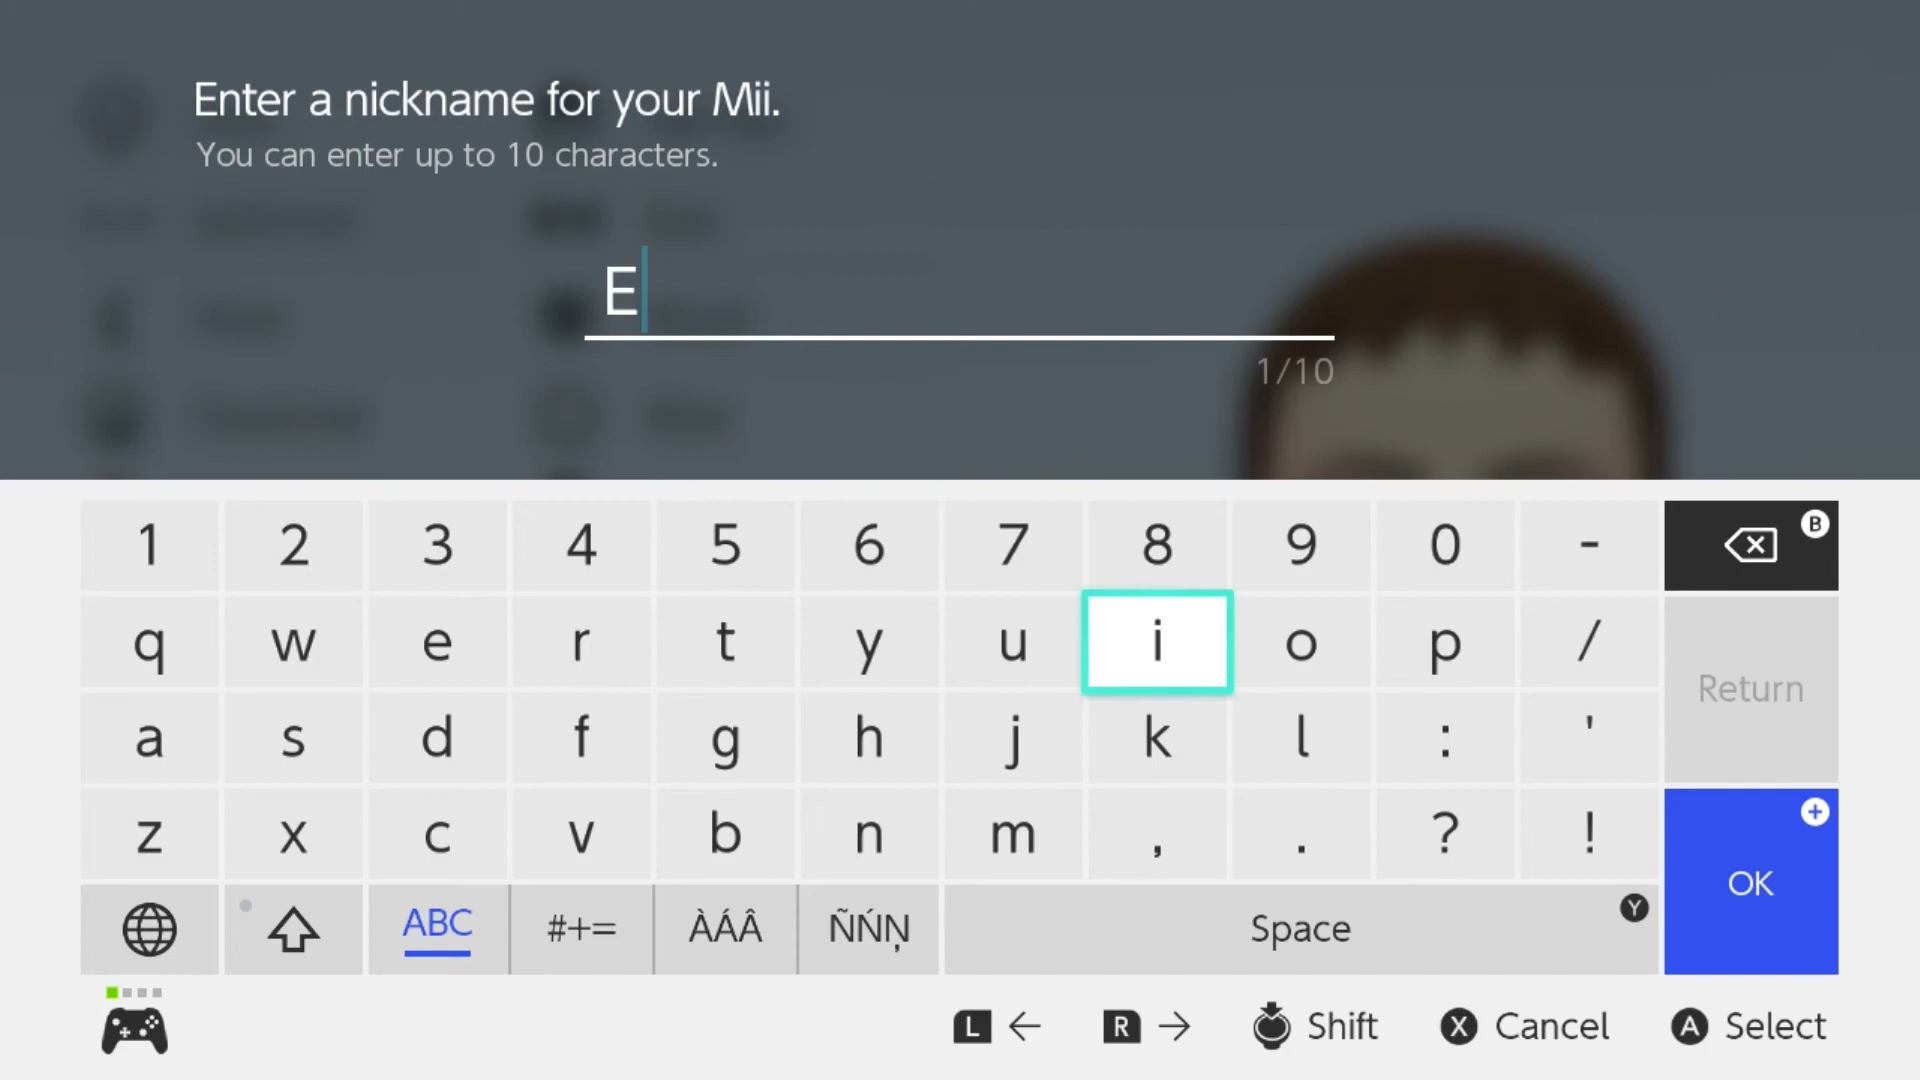 Enter a nickname for your Mii.
You can enter up to 10 characters.
E
1/10
1 2 3 4 5 6 7 8 9 0 - B
q w e r t y u i o p / Return
a s d f g h j k l : '
z x c v b n m , . ? ! + OK
ABC #+= ÀÁÂ ÑŃŅ Space Y
L ← R → Shift X Cancel A Select